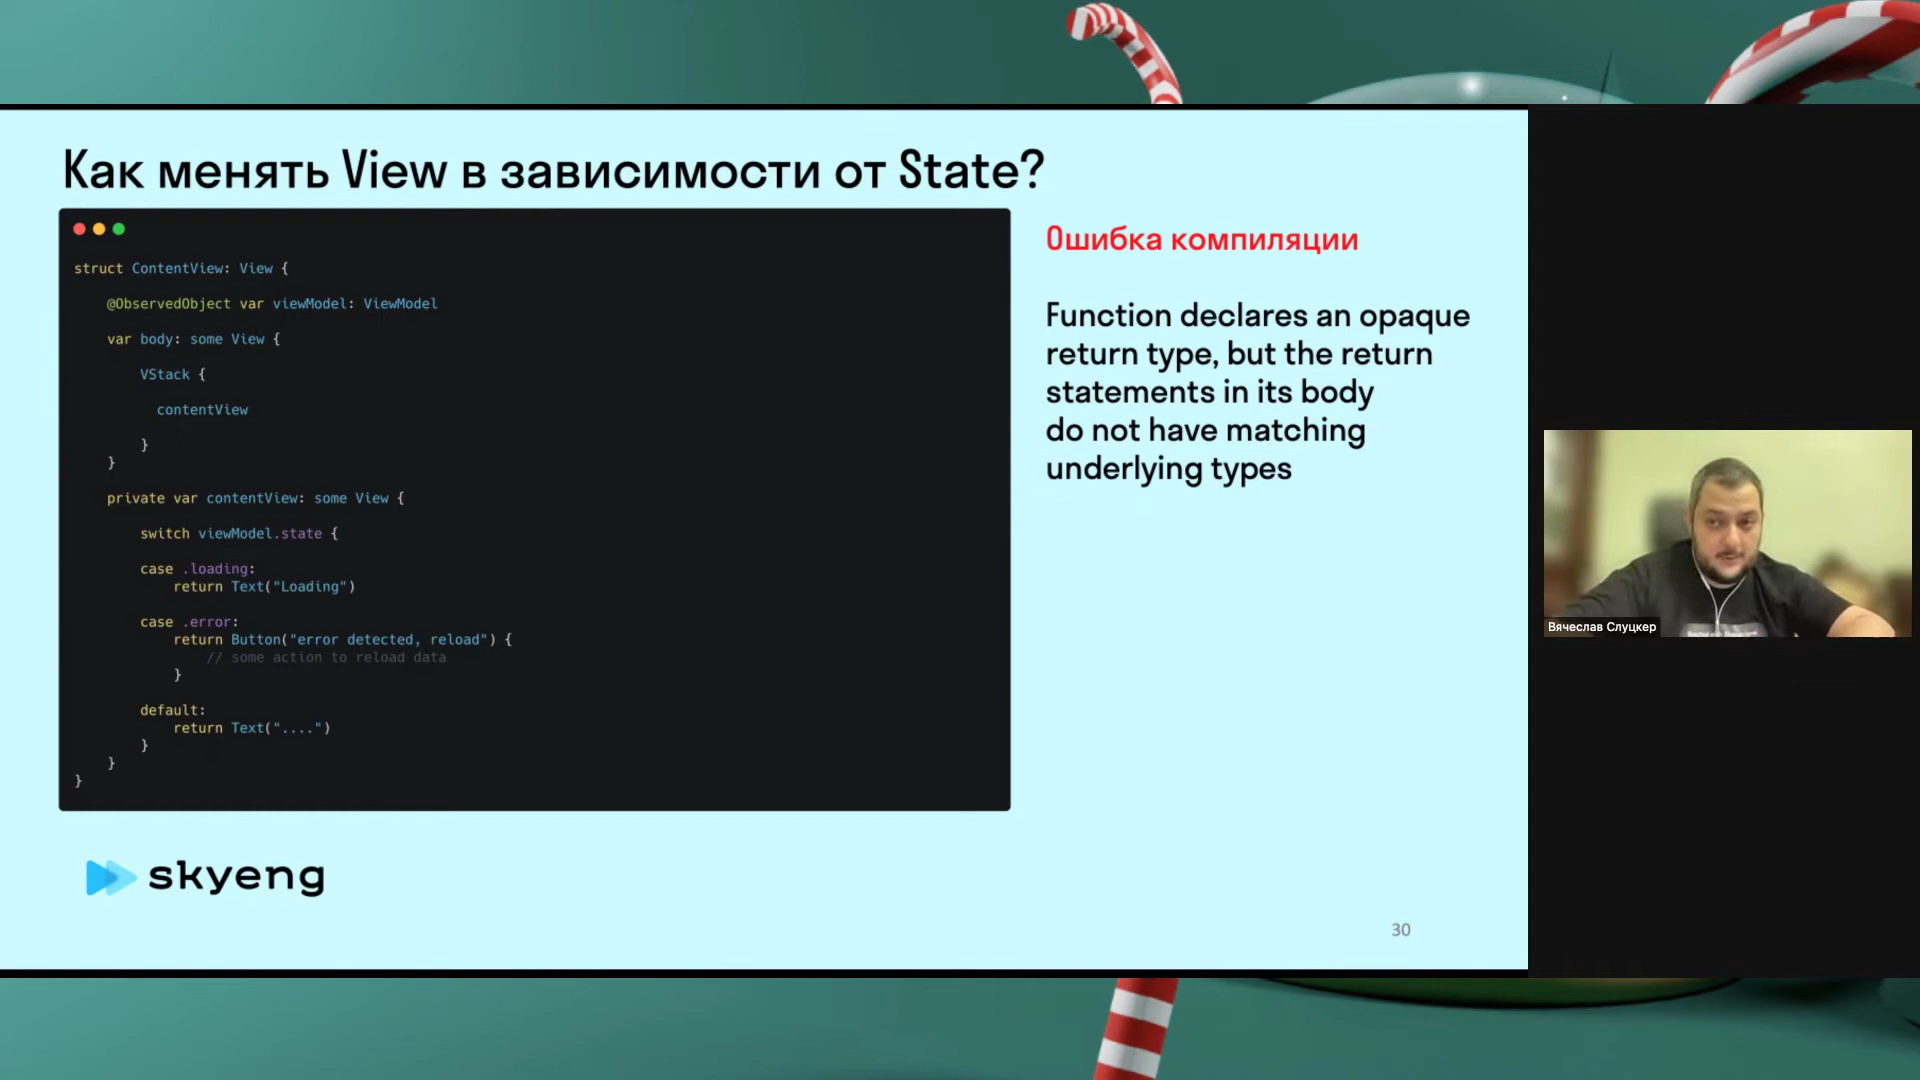 Как менять View в зависимости от State?
struct ContentView: View {
@ObservedObject var viewModel: ViewModel
var body: some View {
VStack {
contentView
}
}
private var contentView: some View {
switch viewModel.state {
case .loading:
return Text("Loading")
case .error:
return Button("error detected, reload") {
// some action to reload data
}
default:
return Text("....")
}
}
}
Ошибка компиляции
Function declares an opaque
return type, but the return
statements in its body
do not have matching
underlying types
skyeng
30
Вячеслав Слуцкер